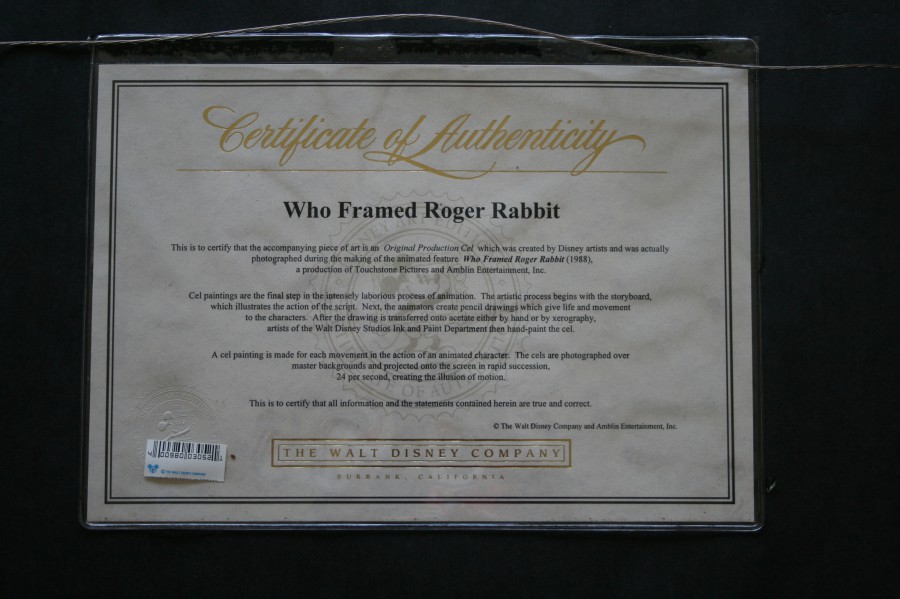 Certificate of Authenticity
Who Framed Roger Rabbit
This is to certify that the accompanying piece of art is an Original Production Cel which was created by Disney artists and was actually
photographed during the making of the animated feature Who Framed Roger Rabbit (1988),
a production of Touchstone Pictures and Amblin Entertainment, Inc.
Cel paintings are the final step in the intensely laborious process of animation. The artistic process begins with the storyboard,
which illustrates the action of the script. Next, the animators create pencil drawings which give life and movement
to the characters. After the drawing is transferred onto acetate either by hand or by xerography,
artists of the Walt Disney Studios Ink and Paint Department then hand-paint the cel.
A cel painting is made for each movement in the action of an animated character. The cels are photographed over
master backgrounds and projected onto the screen in rapid succession,
24 per second, creating the illusion of motion.
This is to certify that all information and the statements contained herein are true and correct.
© The Walt Disney Company and Amblin Entertainment, Inc.
THE WALT DISNEY COMPANY
BURBANK, CALIFORNIA
© THE WALT DISNEY COMPANY